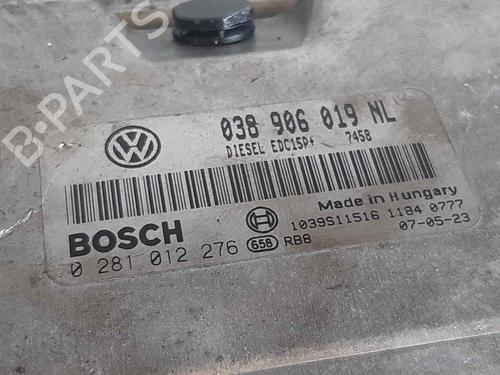 038 906 019 NL
DIESEL EDC15P+ 7458
Made in Hungary
BOSCH
1039S11516 1184 0777
0 281 012 276 658 RB8 07-05-23
B-PARTS